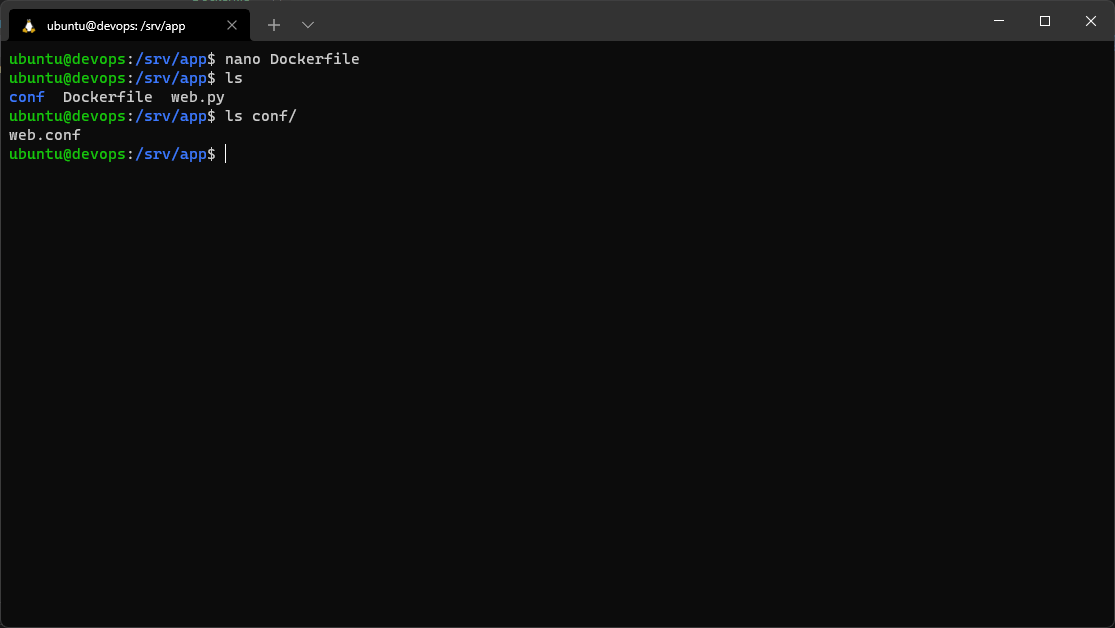 ubuntu@devops: /srv/app
ubuntu@devops:/srv/app$ nano Dockerfile
ubuntu@devops:/srv/app$ ls
conf  Dockerfile  web.py
ubuntu@devops:/srv/app$ ls conf/
web.conf
ubuntu@devops:/srv/app$